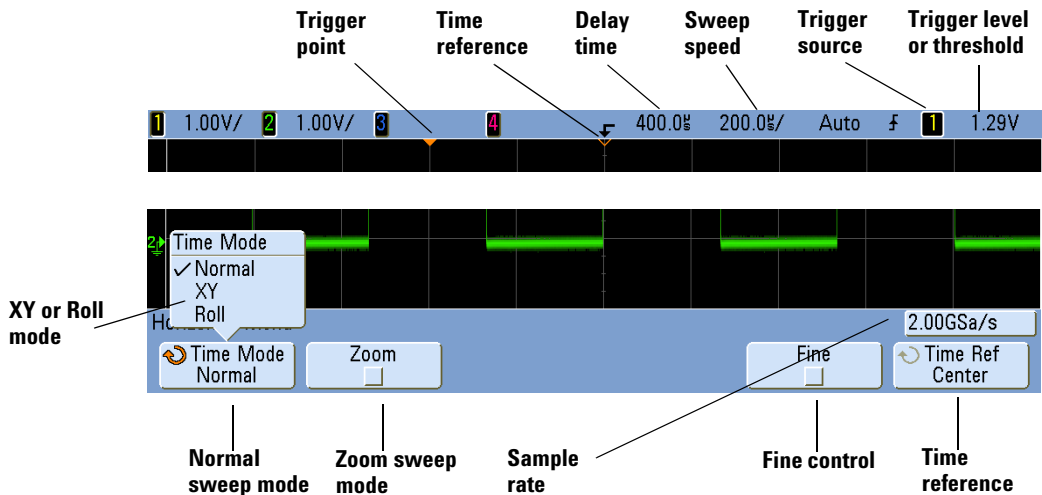 Trigger point
Time reference
Delay time
Sweep speed
Trigger source
Trigger level or threshold
1 1.00V/ 2 1.00V/ 3 4 400.0 200.0 / Auto 1 1.29V
2
Time Mode
✓ Normal
XY
Roll
XY or Roll mode
2.00GSa/s
Time Mode
Normal
Zoom
Fine
Time Ref
Center
Normal sweep mode
Zoom sweep mode
Sample rate
Fine control
Time reference